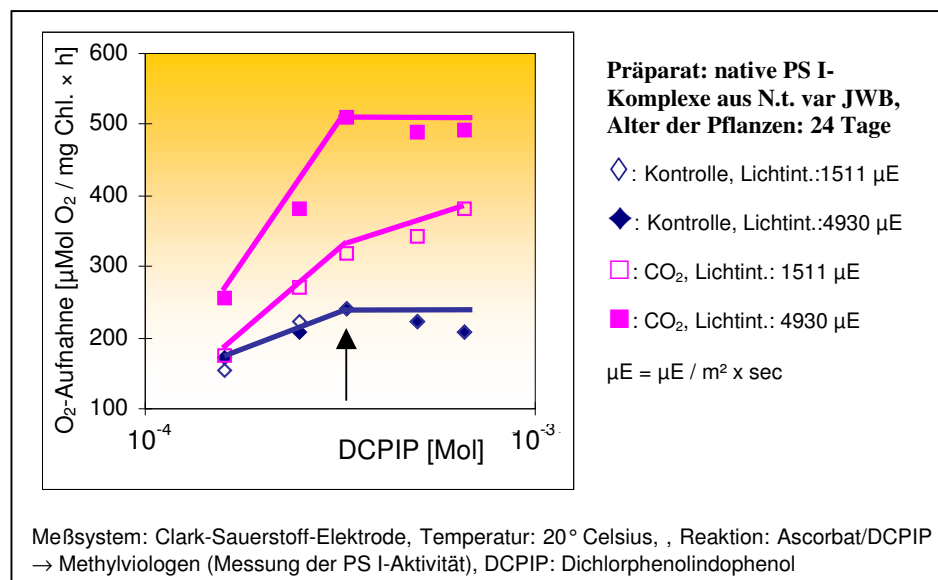 600
500
400
300
200
100
O₂-Aufnahne [µMol O₂ / mg Chl. × h]
10⁻⁴
10⁻³
DCPIP [Mol]
Präparat: native PS I-
Komplexe aus N.t. var JWB,
Alter der Pflanzen: 24 Tage
: Kontrolle, Lichtint.:1511 µE
: Kontrolle, Lichtint.:4930 µE
: CO₂, Lichtint.: 1511 µE
: CO₂, Lichtint.: 4930 µE
µE = µE / m² x sec
Meßsystem: Clark-Sauerstoff-Elektrode, Temperatur: 20° Celsius, , Reaktion: Ascorbat/DCPIP
→ Methylviologen (Messung der PS I-Aktivität), DCPIP: Dichlorphenolindophenol